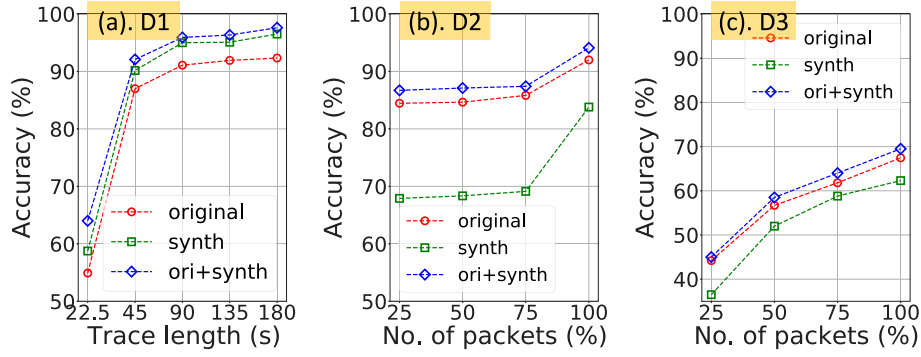 (a). D1
100
90
80
70
60
50
Accuracy (%)
original
synth
ori+synth
22.5 45 90 135 180
Trace length (s)
(b). D2
100
90
80
70
60
50
Accuracy (%)
original
synth
ori+synth
25 50 75 100
No. of packets (%)
(c). D3
100
90
80
70
60
50
40
Accuracy (%)
original
synth
ori+synth
25 50 75 100
No. of packets (%)